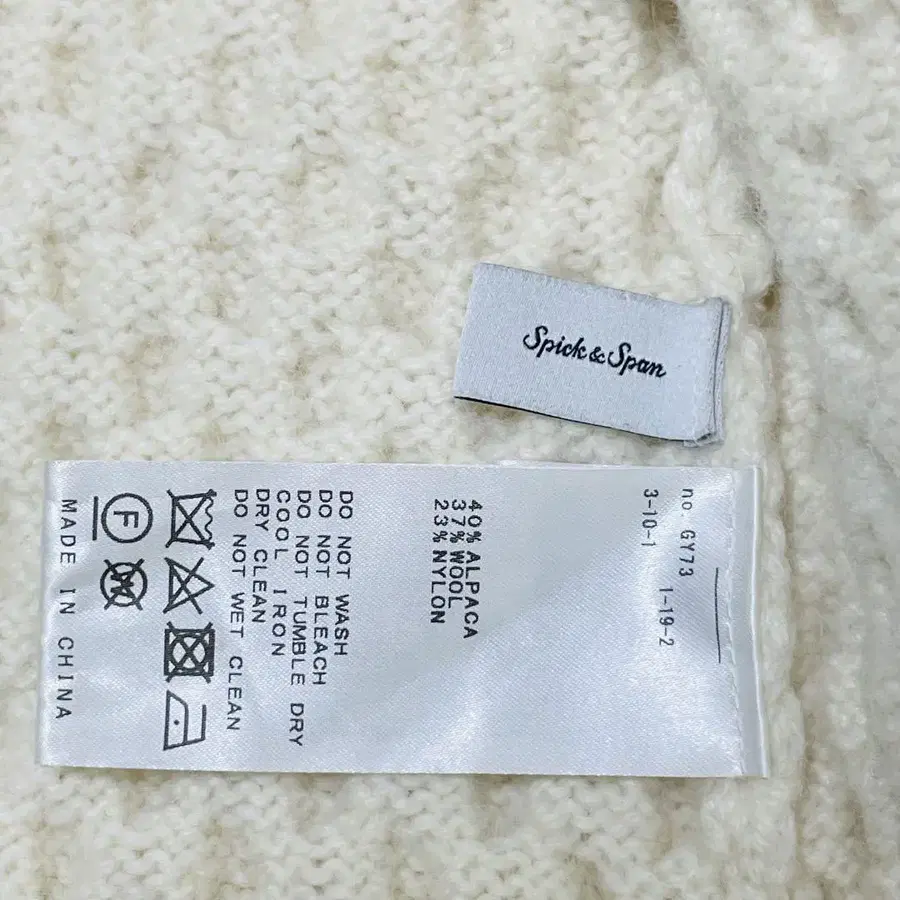 Spick & Span
no. GY73 1-19-2
3-10-1
40% ALPACA
37% WOOL
23% NYLON
DO NOT WASH
DO NOT BLEACH
DO NOT TUMBLE DRY
COOL IRON
DRY CLEAN
DO NOT WET CLEAN
F
W
MADE IN CHINA